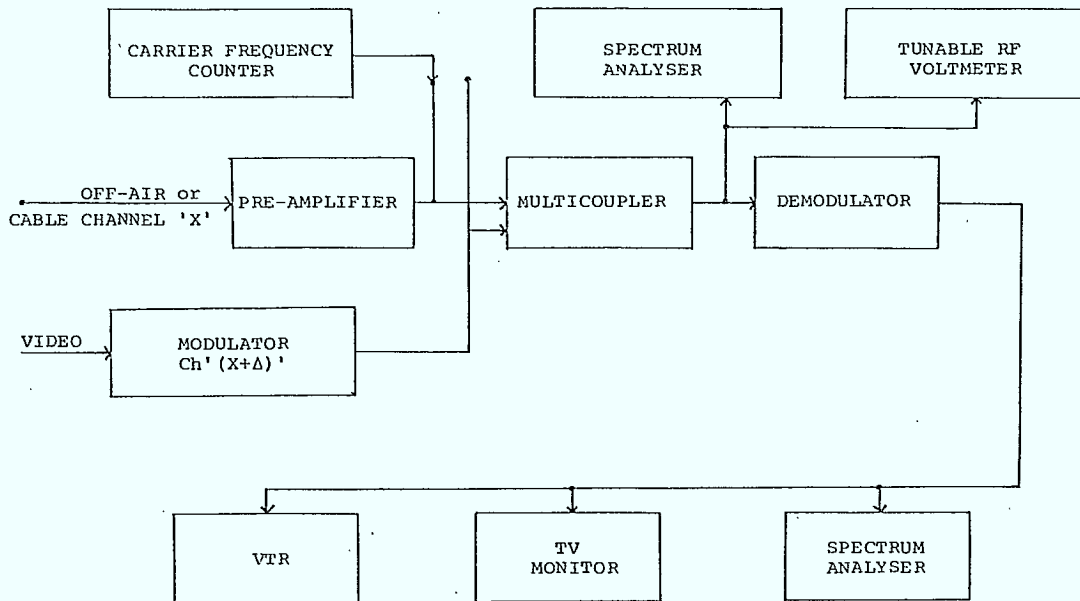 CARRIER FREQUENCY
COUNTER
SPECTRUM
ANALYSER
TUNABLE RF
VOLTMETER
OFF-AIR or
CABLE CHANNEL 'X'
PRE-AMPLIFIER
MULTICOUPLER
DEMODULATOR
VIDEO
MODULATOR
Ch'(X+Δ)'
VTR
TV
MONITOR
SPECTRUM
ANALYSER